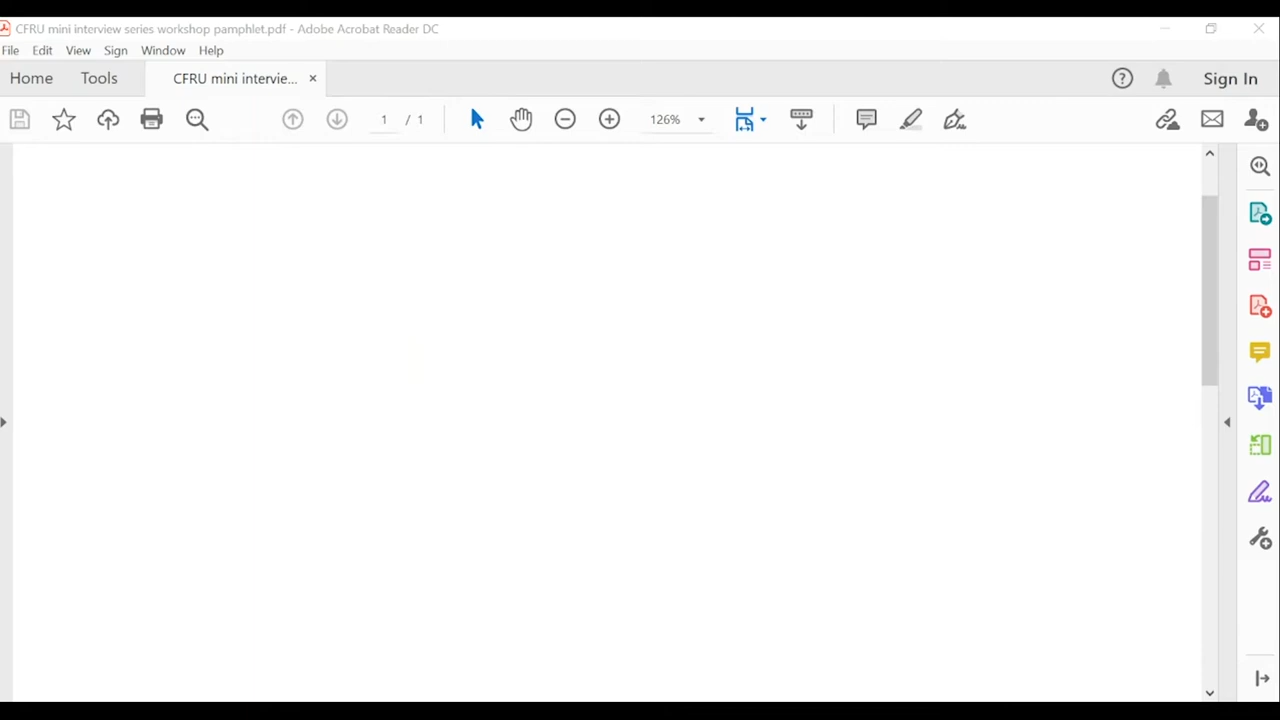 CFRU mini interview series workshop pamphlet.pdf - Adobe Acrobat Reader DC
File Edit View Sign Window Help
Home Tools CFRU mini intervie... × Sign In
1 / 1 126%